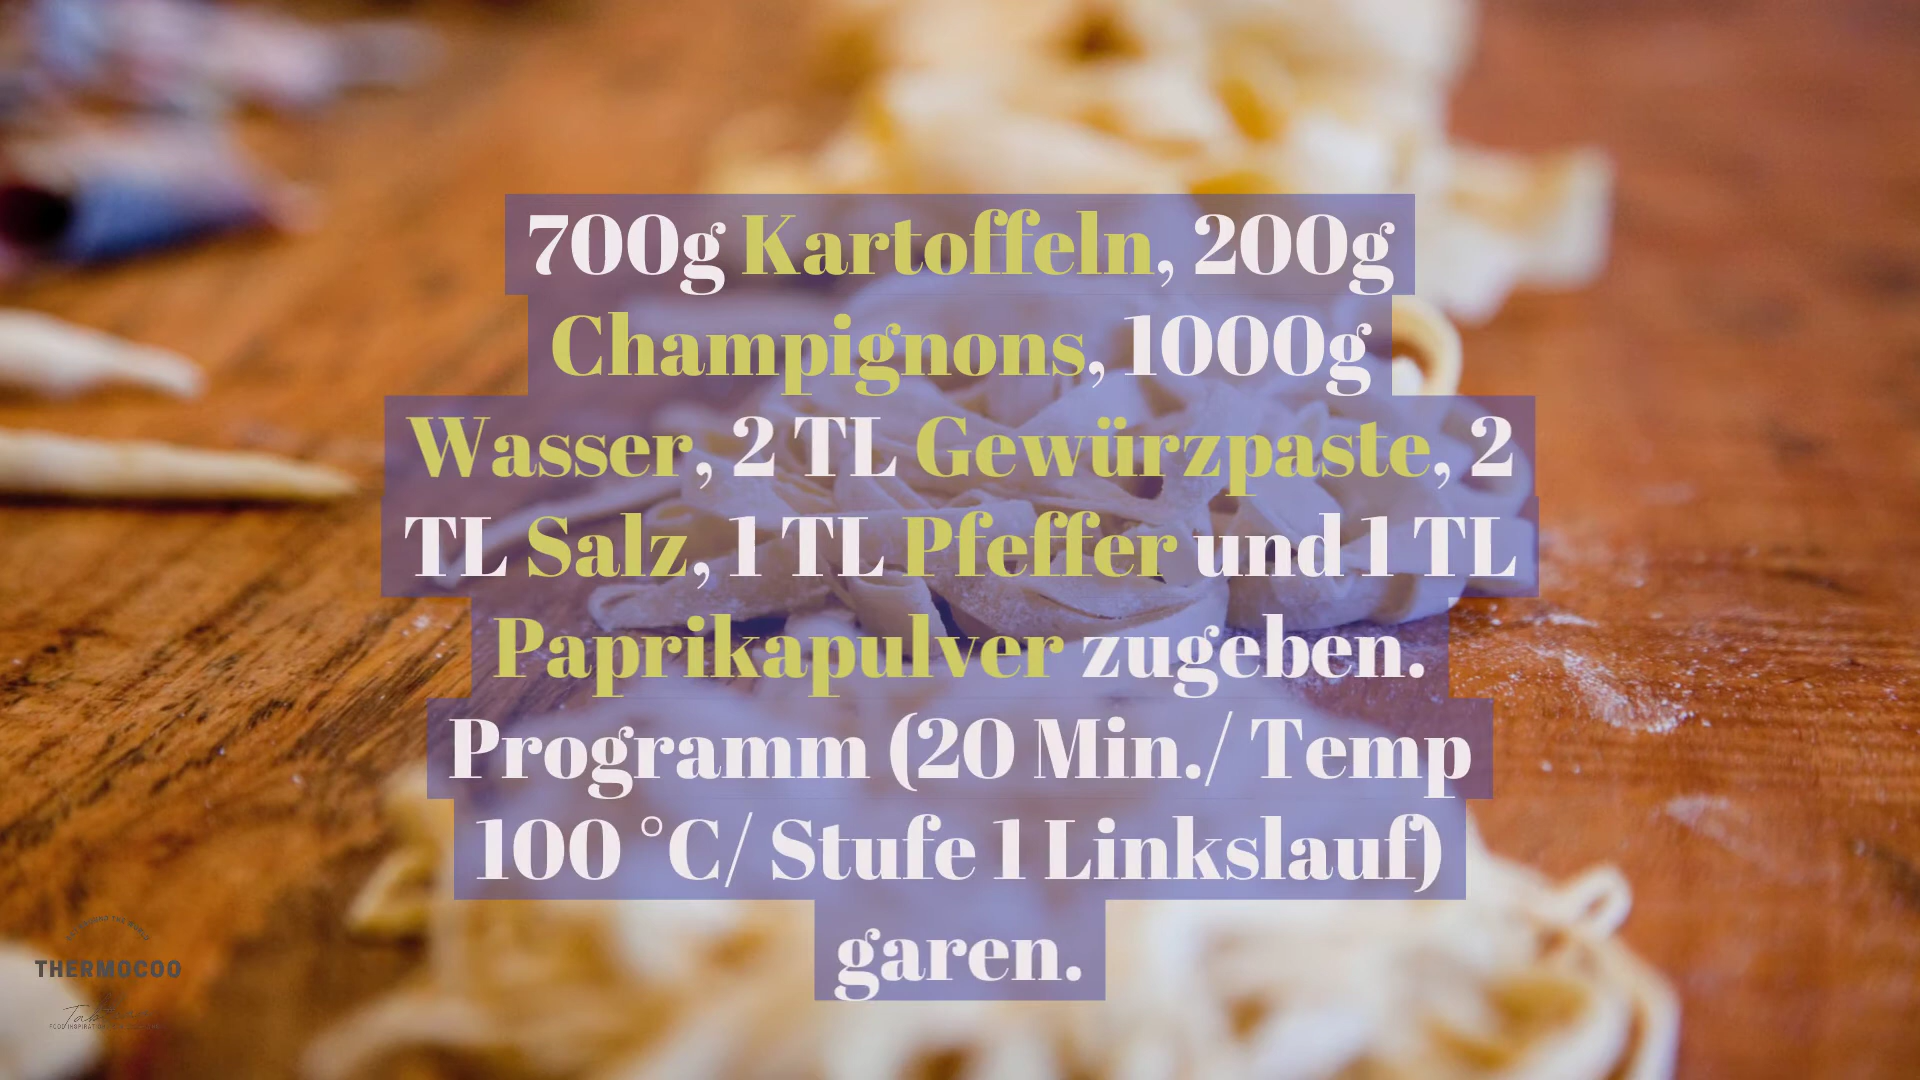 700g Kartoffeln, 200g
Champignons, 1000g
Wasser, 2 TL Gewürzpaste, 2
TL Salz, 1 TL Pfeffer und 1 TL
Paprikapulver zugeben.
Programm (20 Min./ Temp
100 °C/ Stufe 1 Linkslauf)
garen.
THERMOCOO